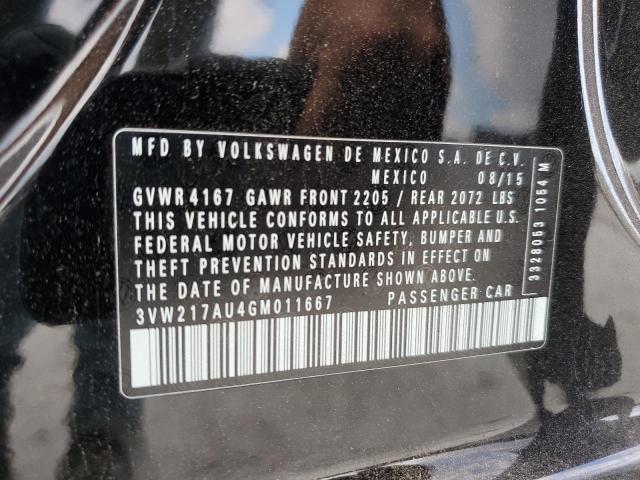 MFD BY VOLKSWAGEN DE MEXICO S.A. DE C.V.
MEXICO 08/15
GVWR 4167 GAWR FRONT 2205 / REAR 2072 LBS
THIS VEHICLE CONFORMS TO ALL APPLICABLE U.S.
FEDERAL MOTOR VEHICLE SAFETY, BUMPER AND
THEFT PREVENTION STANDARDS IN EFFECT ON
THE DATE OF MANUFACTURE SHOWN ABOVE.
3VW217AU4GM011667 PASSENGER CAR
3328053 1054 M